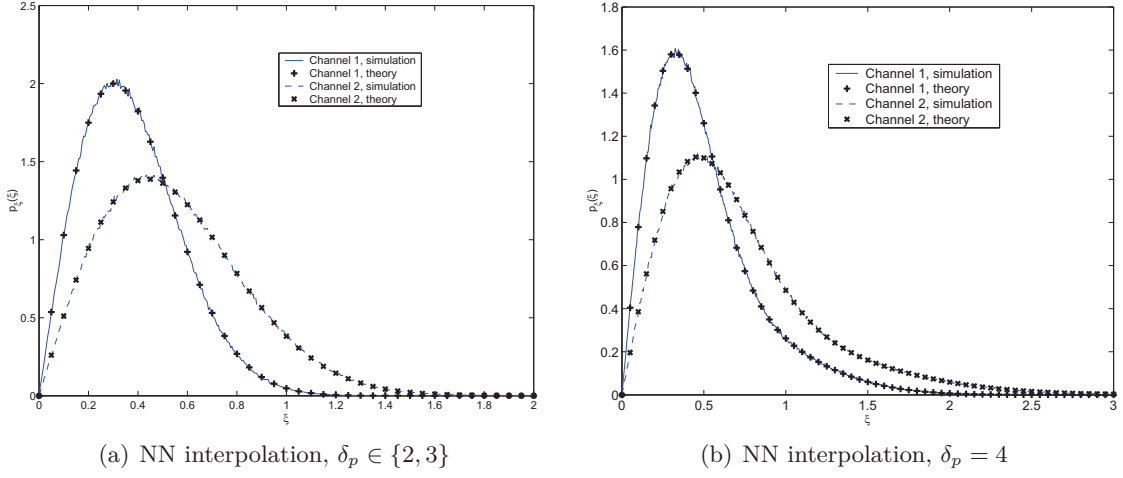 2.5
2
1.5
1
0.5
0
p_ξ(ξ)
Channel 1, simulation
Channel 1, theory
Channel 2, simulation
Channel 2, theory
0 0.2 0.4 0.6 0.8 1 1.2 1.4 1.6 1.8 2
ξ
(a) NN interpolation, δ_p ∈ {2, 3}
1.8
1.6
1.4
1.2
1
0.8
0.6
0.4
0.2
0
p_ξ(ξ)
Channel 1, simulation
Channel 1, theory
Channel 2, simulation
Channel 2, theory
0 0.5 1 1.5 2 2.5 3
ξ
(b) NN interpolation, δ_p = 4